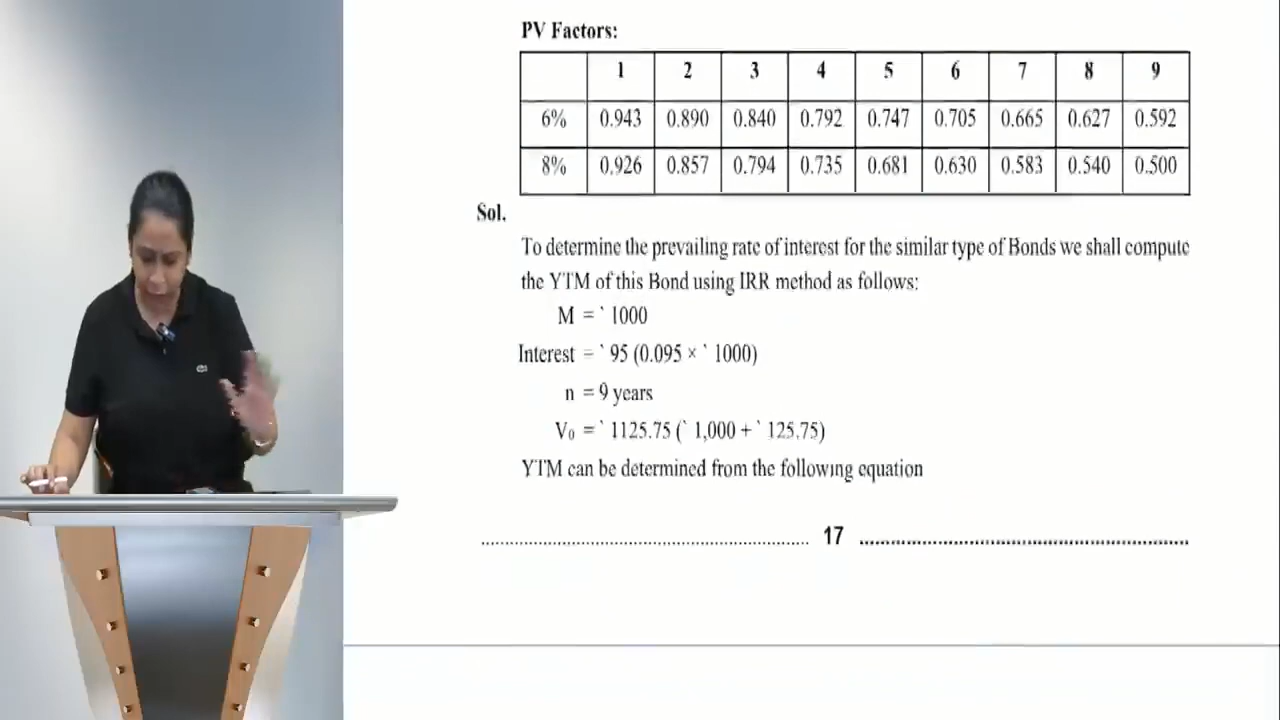 PV Factors:
1 2 3 4 5 6 7 8 9
6% 0.943 0.890 0.840 0.792 0.747 0.705 0.665 0.627 0.592
8% 0.926 0.857 0.794 0.735 0.681 0.630 0.583 0.540 0.500
Sol.
To determine the prevailing rate of interest for the similar type of Bonds we shall compute
the YTM of this Bond using IRR method as follows:
M = ` 1000
Interest = ` 95 (0.095 × ` 1000)
n = 9 years
V₀ = ` 1125.75 (` 1,000 + ` 125.75)
YTM can be determined from the following equation
17